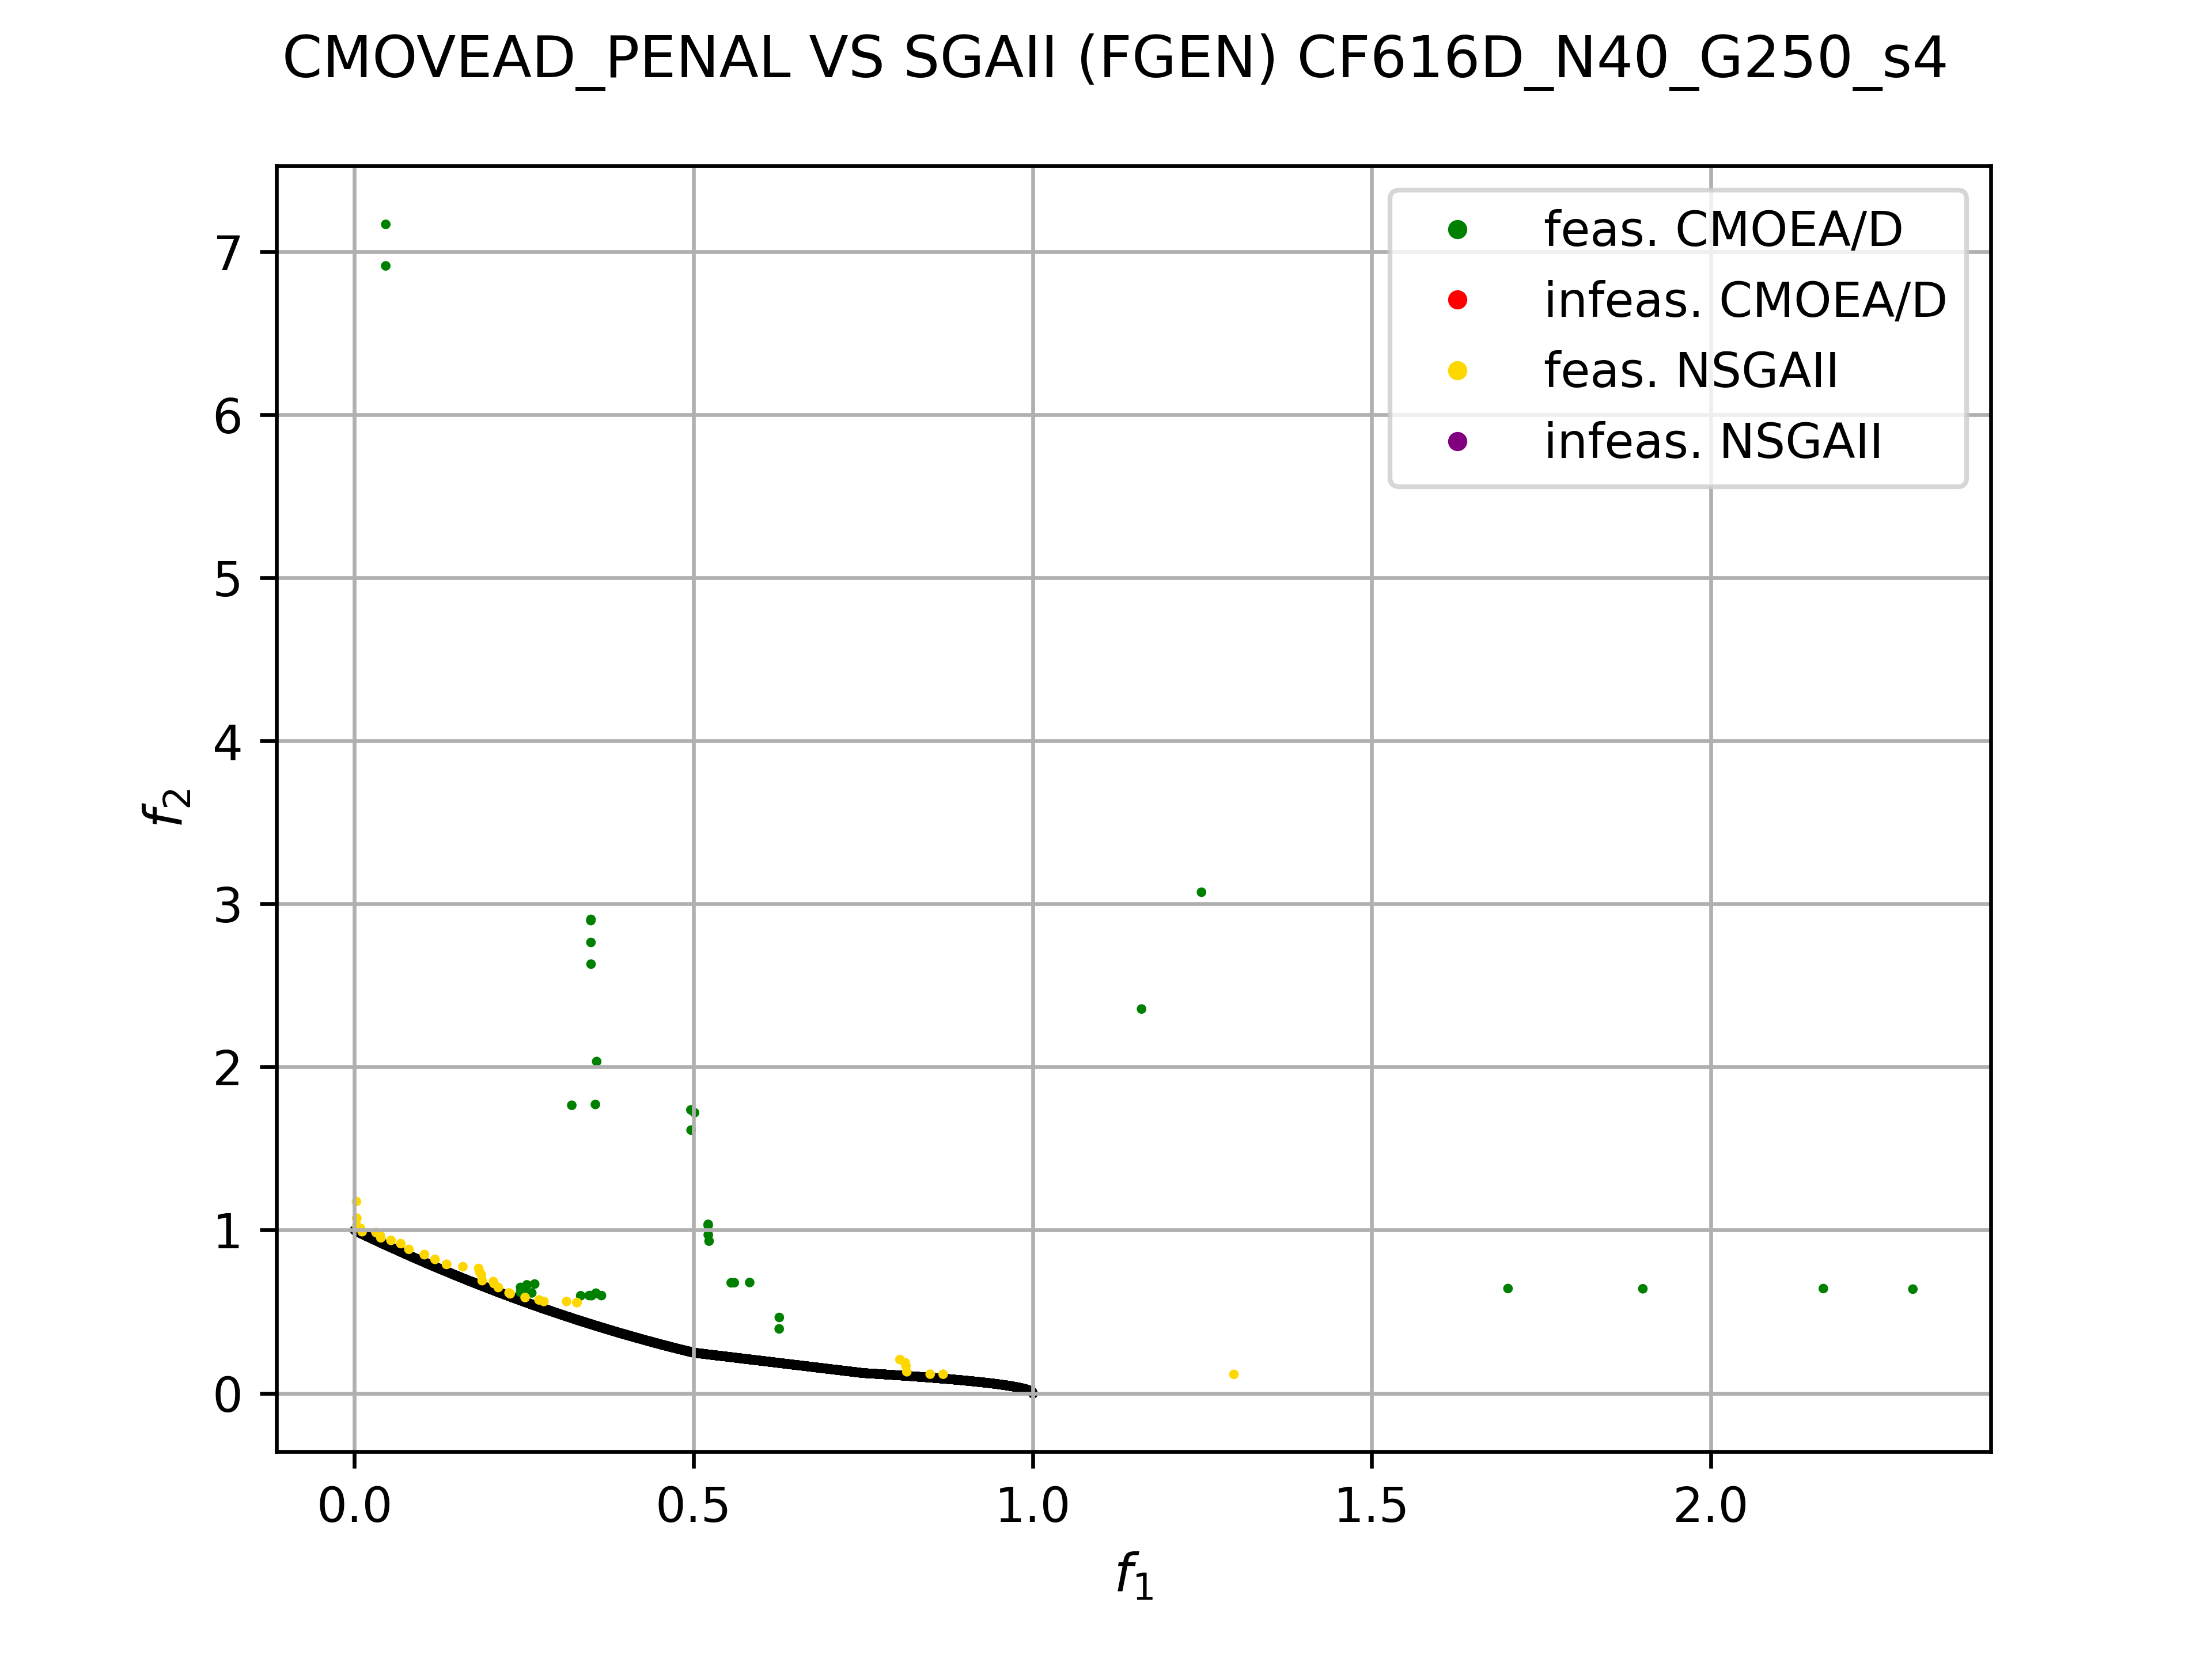 CMOVEAD_PENAL VS SGAII (FGEN) CF616D_N40_G250_s4
feas. CMOEA/D
infeas. CMOEA/D
feas. NSGAII
infeas. NSGAII
7
6
5
4
3
2
1
0
f2
0.0 0.5 1.0 1.5 2.0
f1